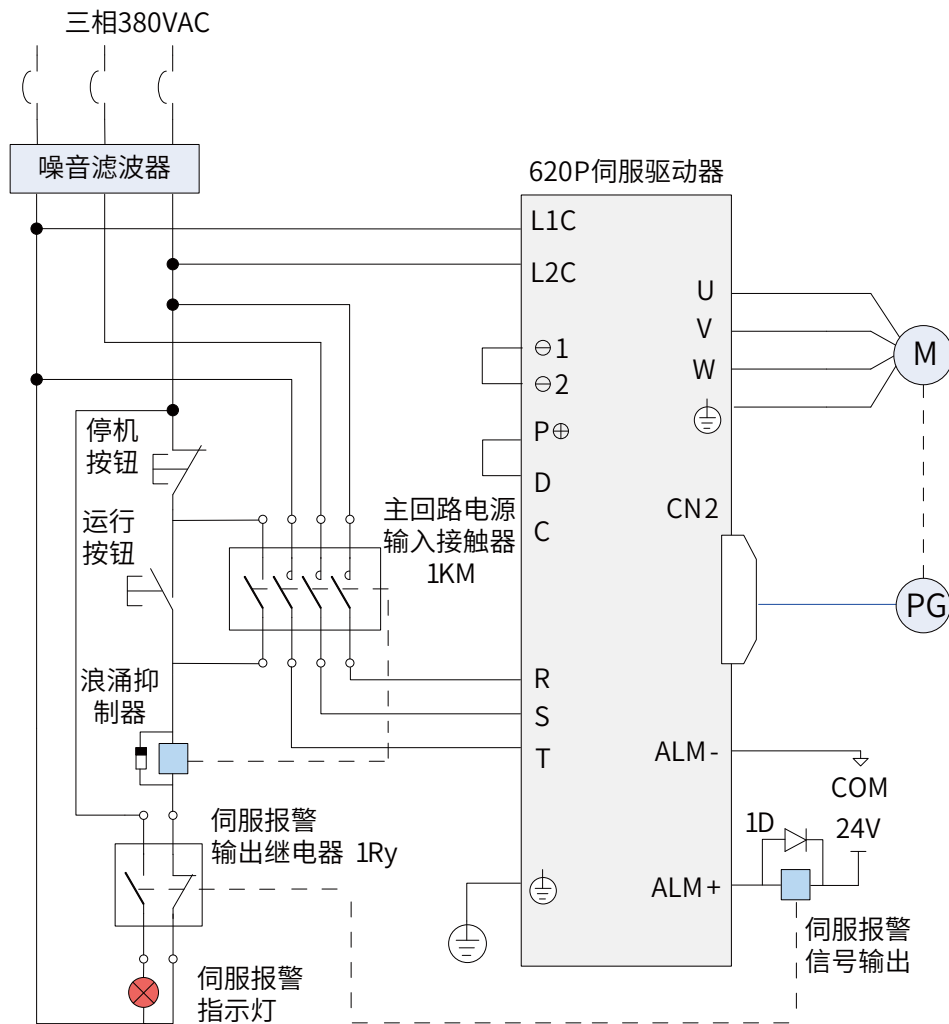 三相380VAC
噪音滤波器
620P伺服驱动器
L1C
L2C
⊖1
⊖2
P⊕
D
C
R
S
T
U
V
W
CN2
ALM-
ALM+
M
PG
COM
1D
24V
伺服报警
信号输出
停机
按钮
运行
按钮
主回路电源
输入接触器
1KM
浪涌抑
制器
伺服报警
输出继电器 1Ry
伺服报警
指示灯